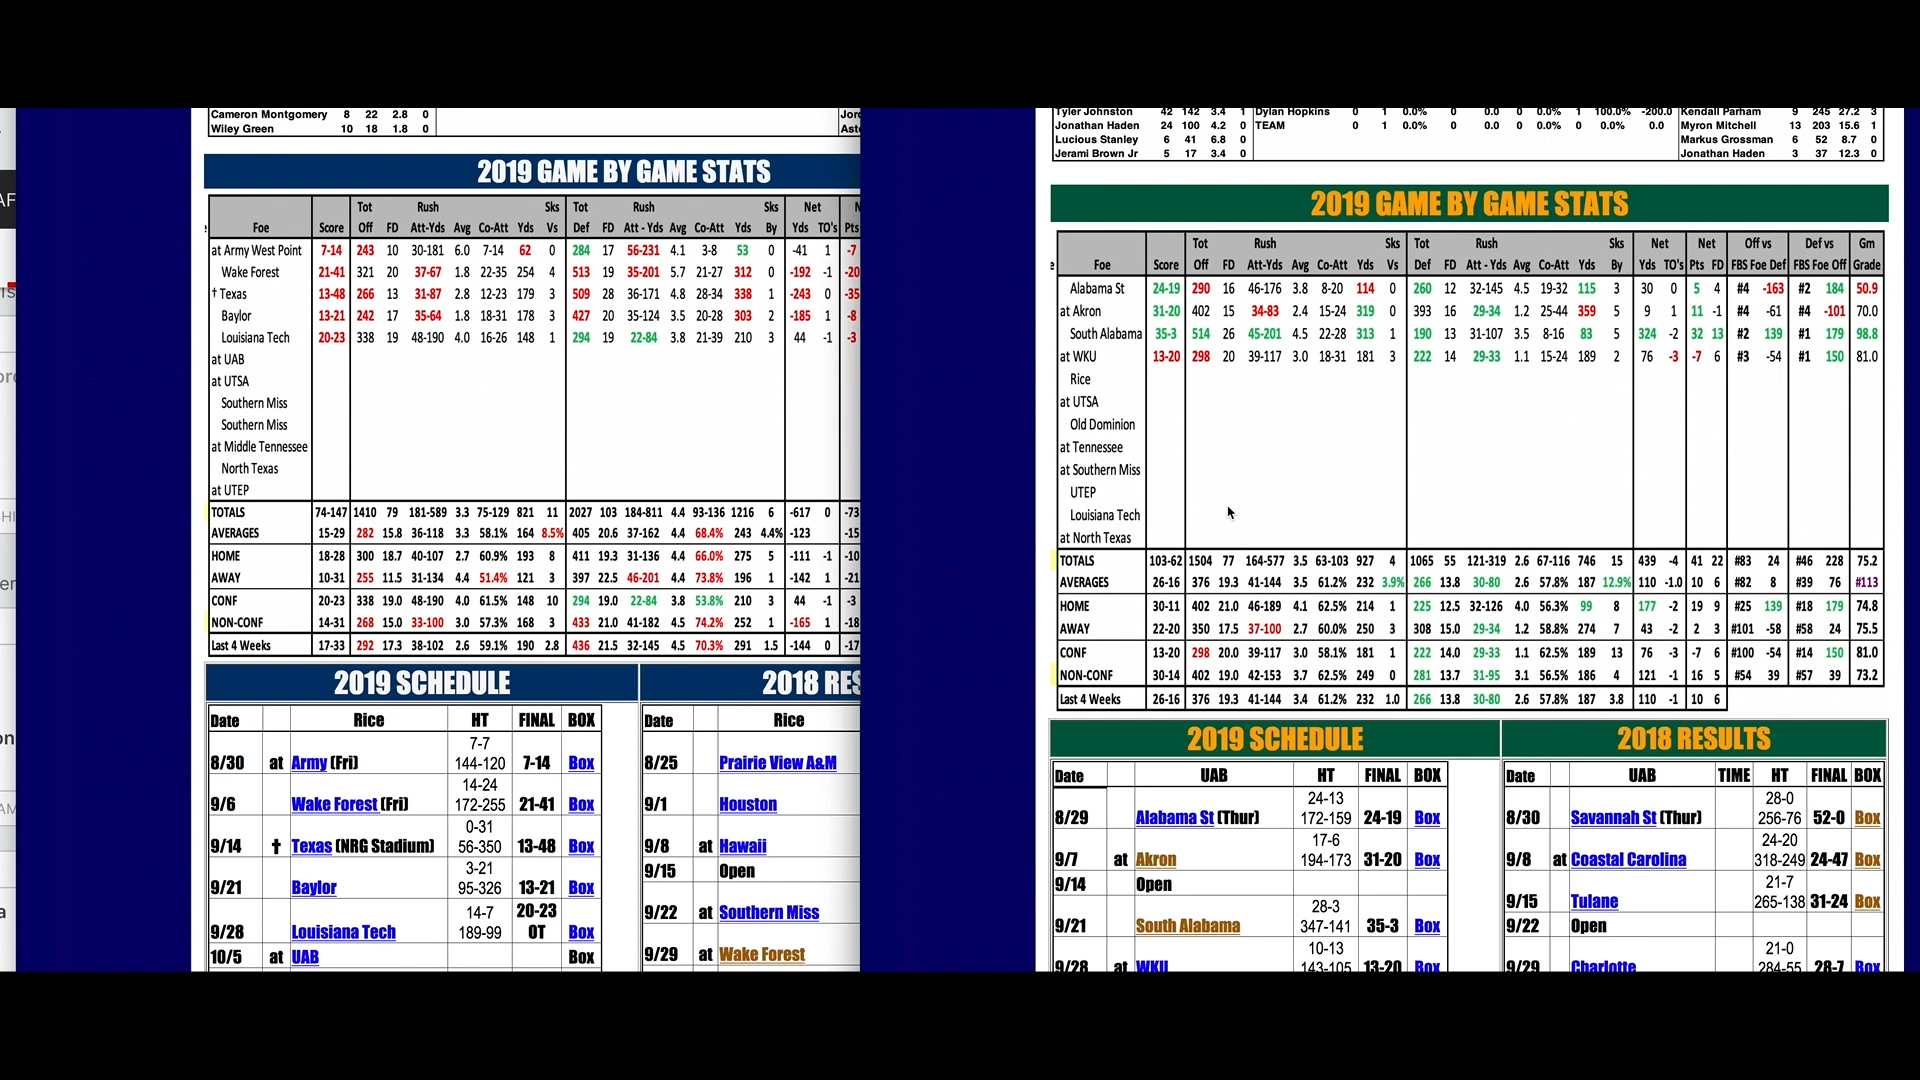 Cameron Montgomery 8 22 2.8 0
Wiley Green 10 18 1.8 0
2019 GAME BY GAME STATS
Tot Rush Sks Tot Rush Sks Net
Foe Score Off FD Att-Yds Avg Co-Att Yds Vs Def FD Att - Yds Avg Co-Att Yds By Yds TO's Pts
at Army West Point 7-14 243 10 30-181 6.0 7-14 62 0 284 17 56-231 4.1 3-8 53 0 -41 1 -7
Wake Forest 21-41 321 20 37-67 1.8 22-35 254 4 513 19 35-201 5.7 21-27 312 0 -192 -1 -20
† Texas 13-48 266 13 31-87 2.8 12-23 179 3 509 28 36-171 4.8 28-34 338 1 -243 0 -35
Baylor 13-21 242 17 35-64 1.8 18-31 178 3 427 20 35-124 3.5 20-28 303 2 -185 1 -8
Louisiana Tech 20-23 338 19 48-190 4.0 16-26 148 1 294 19 22-84 3.8 21-39 210 3 44 -1 -3
at UAB
at UTSA
Southern Miss
Southern Miss
at Middle Tennessee
North Texas
at UTEP
TOTALS 74-147 1410 79 181-589 3.3 75-129 821 11 2027 103 184-811 4.4 93-136 1216 6 -617 0 -73
AVERAGES 15-29 282 15.8 36-118 3.3 58.1% 164 8.5% 405 20.6 37-162 4.4 68.4% 243 4.4% -123 -15
HOME 18-28 300 18.7 40-107 2.7 60.9% 193 8 411 19.3 31-136 4.4 66.0% 275 5 -111 -1 -10
AWAY 10-31 255 11.5 31-134 4.4 51.4% 121 3 397 22.5 46-201 4.4 73.8% 196 1 -142 1 -21
CONF 20-23 338 19.0 48-190 4.0 61.5% 148 10 294 19.0 22-84 3.8 53.8% 210 3 44 -1 -3
NON-CONF 14-31 268 15.0 33-100 3.0 57.3% 168 3 433 21.0 41-182 4.5 74.2% 252 1 -165 1 -18
Last 4 Weeks 17-33 292 17.3 38-102 2.6 59.1% 190 2.8 436 21.5 32-145 4.5 70.3% 291 1.5 -144 0 -17
2019 SCHEDULE 2018 RES
Date Rice HT FINAL BOX Date Rice
7-7
8/30 at Army (Fri) 144-120 7-14 Box 8/25 Prairie View A&M
14-24
9/6 Wake Forest (Fri) 172-255 21-41 Box 9/1 Houston
0-31
9/14 † Texas (NRG Stadium) 56-350 13-48 Box 9/8 at Hawaii
3-21 9/15 Open
9/21 Baylor 95-326 13-21 Box
14-7 20-23 9/22 at Southern Miss
9/28 Louisiana Tech 189-99 OT Box
10/5 at UAB Box 9/29 at Wake Forest
Tyler Johnston 42 142 3.4 1 Dylan Hopkins 0 1 0.0% 0 0.0 0 0.0% 1 100.0% -200.0 Kendall Parham 9 245 27.2 3
Jonathan Haden 24 100 4.2 0 TEAM 0 1 0.0% 0 0.0 0 0.0% 0 0.0% 0.0 Myron Mitchell 13 203 15.6 1
Lucious Stanley 6 41 6.8 0 Markus Grossman 6 52 8.7 0
Jerami Brown Jr 5 17 3.4 0 Jonathan Haden 3 37 12.3 0
2019 GAME BY GAME STATS
Tot Rush Sks Tot Rush Sks Net Net Off vs Def vs Gm
Foe Score Off FD Att-Yds Avg Co-Att Yds Vs Def FD Att - Yds Avg Co-Att Yds By Yds TO's Pts FD FBS Foe Def FBS Foe Off Grade
Alabama St 24-19 290 16 46-176 3.8 8-20 114 0 260 12 32-145 4.5 19-32 115 3 30 0 5 4 #4 -163 #2 184 50.9
at Akron 31-20 402 15 34-83 2.4 15-24 319 0 393 16 29-34 1.2 25-44 359 5 9 1 11 -1 #4 -61 #4 -101 70.0
South Alabama 35-3 514 26 45-201 4.5 22-28 313 1 190 13 31-107 3.5 8-16 83 5 324 -2 32 13 #2 139 #1 179 98.8
at WKU 13-20 298 20 39-117 3.0 18-31 181 3 222 14 29-33 1.1 15-24 189 2 76 -3 -7 6 #3 -54 #1 150 81.0
Rice
at UTSA
Old Dominion
at Tennessee
at Southern Miss
UTEP
Louisiana Tech
at North Texas
TOTALS 103-62 1504 77 164-577 3.5 63-103 927 4 1065 55 121-319 2.6 67-116 746 15 439 -4 41 22 #83 24 #46 228 75.2
AVERAGES 26-16 376 19.3 41-144 3.5 61.2% 232 3.9% 266 13.8 30-80 2.6 57.8% 187 12.9% 110 -1.0 10 6 #82 8 #39 76 #113
HOME 30-11 402 21.0 46-189 4.1 62.5% 214 1 225 12.5 32-126 4.0 56.3% 99 8 177 -2 19 9 #25 139 #18 179 74.8
AWAY 22-20 350 17.5 37-100 2.7 60.0% 250 3 308 15.0 29-34 1.2 58.8% 274 7 43 -2 2 3 #101 -58 #58 24 75.5
CONF 13-20 298 20.0 39-117 3.0 58.1% 181 1 222 14.0 29-33 1.1 62.5% 189 13 76 -3 -7 6 #100 -54 #14 150 81.0
NON-CONF 30-14 402 19.0 42-153 3.7 62.5% 249 0 281 13.7 31-95 3.1 56.5% 186 4 121 -1 16 5 #54 39 #57 39 73.2
Last 4 Weeks 26-16 376 19.3 41-144 3.4 61.2% 232 1.0 266 13.8 30-80 2.6 57.8% 187 3.8 110 -1 10 6
2019 SCHEDULE 2018 RESULTS
Date UAB HT FINAL BOX Date UAB TIME HT FINAL BOX
24-13 28-0
8/29 Alabama St (Thur) 172-159 24-19 Box 8/30 Savannah St (Thur) 256-76 52-0 Box
17-6 24-20
9/7 at Akron 194-173 31-20 Box 9/8 at Coastal Carolina 318-249 24-47 Box
9/14 Open 21-7
28-3 9/15 Tulane 265-138 31-24 Box
9/21 South Alabama 347-141 35-3 Box 9/22 Open
10-13 21-0
9/28 at WKU 143-105 13-20 Box 9/29 Charlotte 284-55 28-7 Box